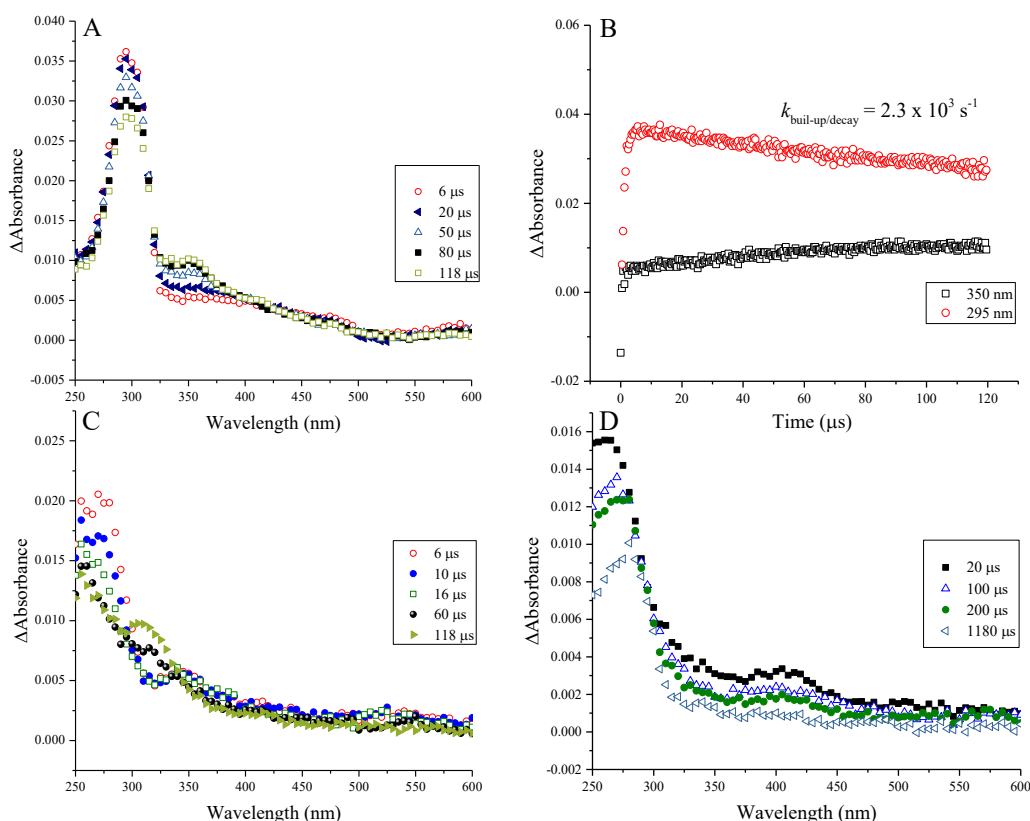 A
0.040
0.035
0.030
0.025
0.020
0.015
0.010
0.005
0.000
-0.005
ΔAbsorbance
6 μs
20 μs
50 μs
80 μs
118 μs
250 300 350 400 450 500 550 600
Wavelength (nm)
B
0.06
0.04
0.02
0.00
-0.02
ΔAbsorbance
k buil-up/decay = 2.3 x 10³ s⁻¹
350 nm
295 nm
0 20 40 60 80 100 120
Time (μs)
C
0.025
0.020
0.015
0.010
0.005
0.000
ΔAbsorbance
6 μs
10 μs
16 μs
60 μs
118 μs
250 300 350 400 450 500 550 600
Wavelength (nm)
D
0.016
0.014
0.012
0.010
0.008
0.006
0.004
0.002
0.000
-0.002
ΔAbsorbance
20 μs
100 μs
200 μs
1180 μs
250 300 350 400 450 500 550 600
Wavelength (nm)